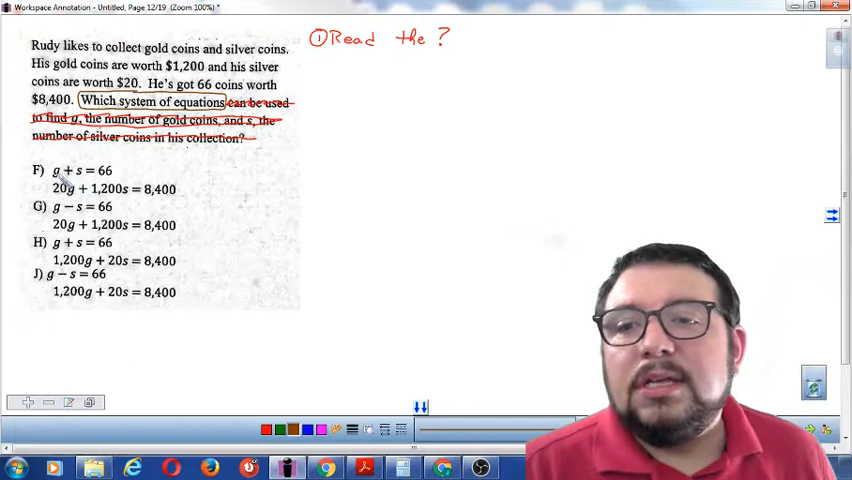 Workspace Annotation - Untitled, Page 12/19 (Zoom 100%) *
① Read the ?
Rudy likes to collect gold coins and silver coins.
His gold coins are worth $1,200 and his silver
coins are worth $20. He's got 66 coins worth
$8,400. Which system of equations can be used
to find g, the number of gold coins, and s, the
number of silver coins in his collection?
F) g + s = 66
20g + 1,200s = 8,400
G) g − s = 66
20g + 1,200s = 8,400
H) g + s = 66
1,200g + 20s = 8,400
J) g − s = 66
1,200g + 20s = 8,400